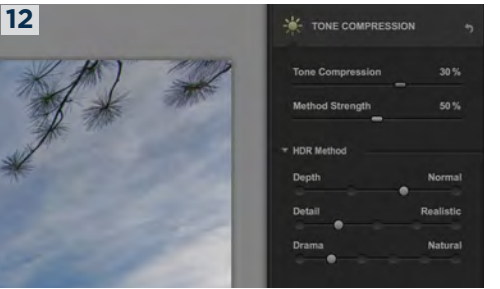 12
TONE COMPRESSION
Tone Compression 30 %
Method Strength 50 %
HDR Method
Depth Normal
Detail Realistic
Drama Natural